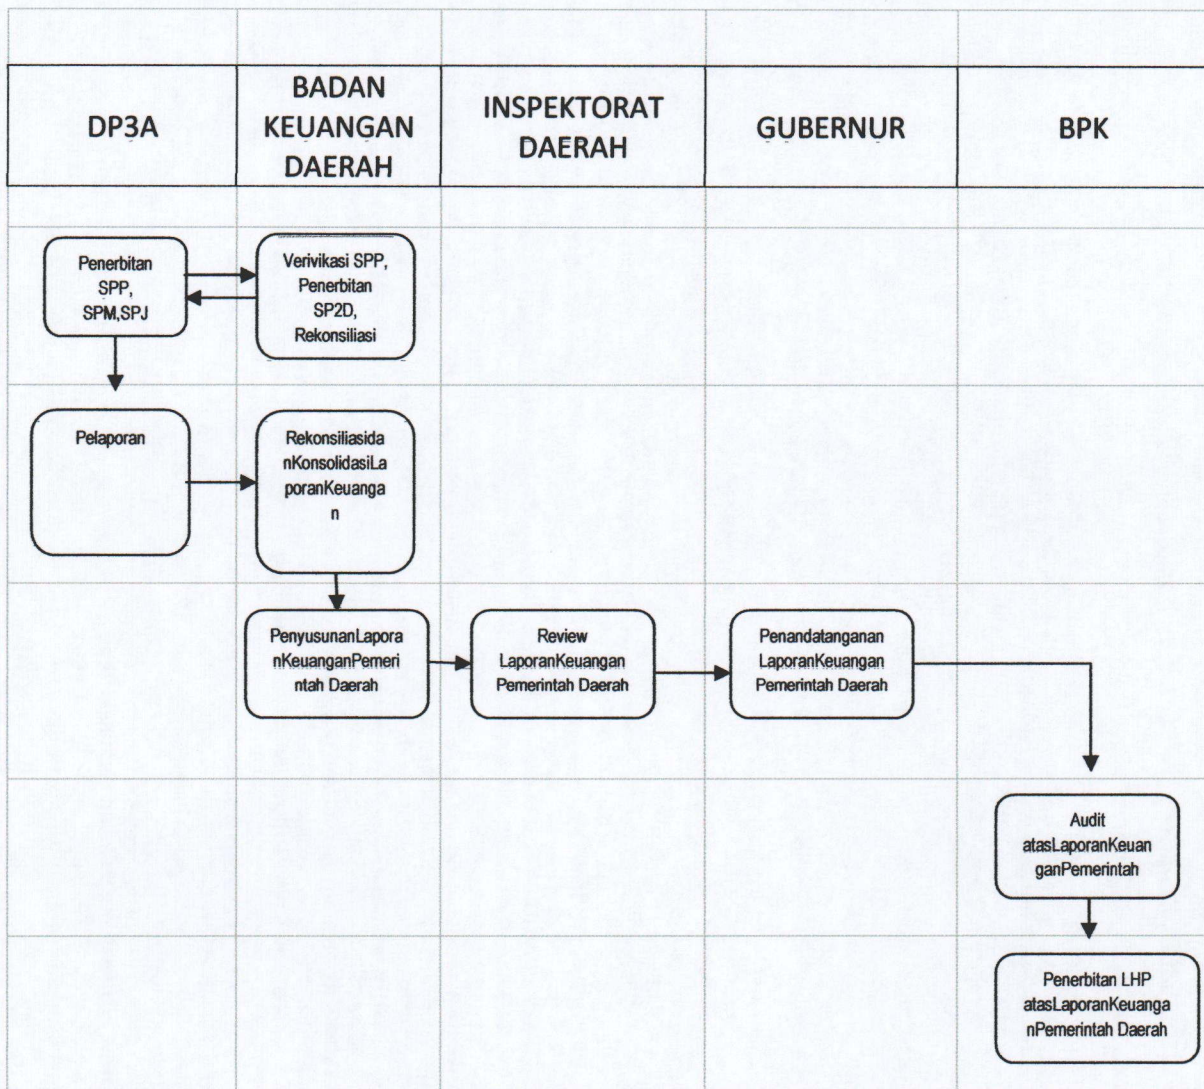 DP3A
BADAN
KEUANGAN
DAERAH
INSPEKTORAT
DAERAH
GUBERNUR
BPK
Penerbitan
SPP,
SPM,SPJ
Verivikasi SPP,
Penerbitan
SP2D,
Rekonsiliasi
Pelaporan
Rekonsiliasida
nKonsolidasiLa
poranKeuanga
n
PenyusunanLapora
nKeuanganPemeri
ntah Daerah
Review
LaporanKeuangan
Pemerintah Daerah
Penandatanganan
LaporanKeuangan
Pemerintah Daerah
Audit
atasLaporanKeuan
ganPemerintah
Penerbitan LHP
atasLaporanKeuanga
nPemerintah Daerah